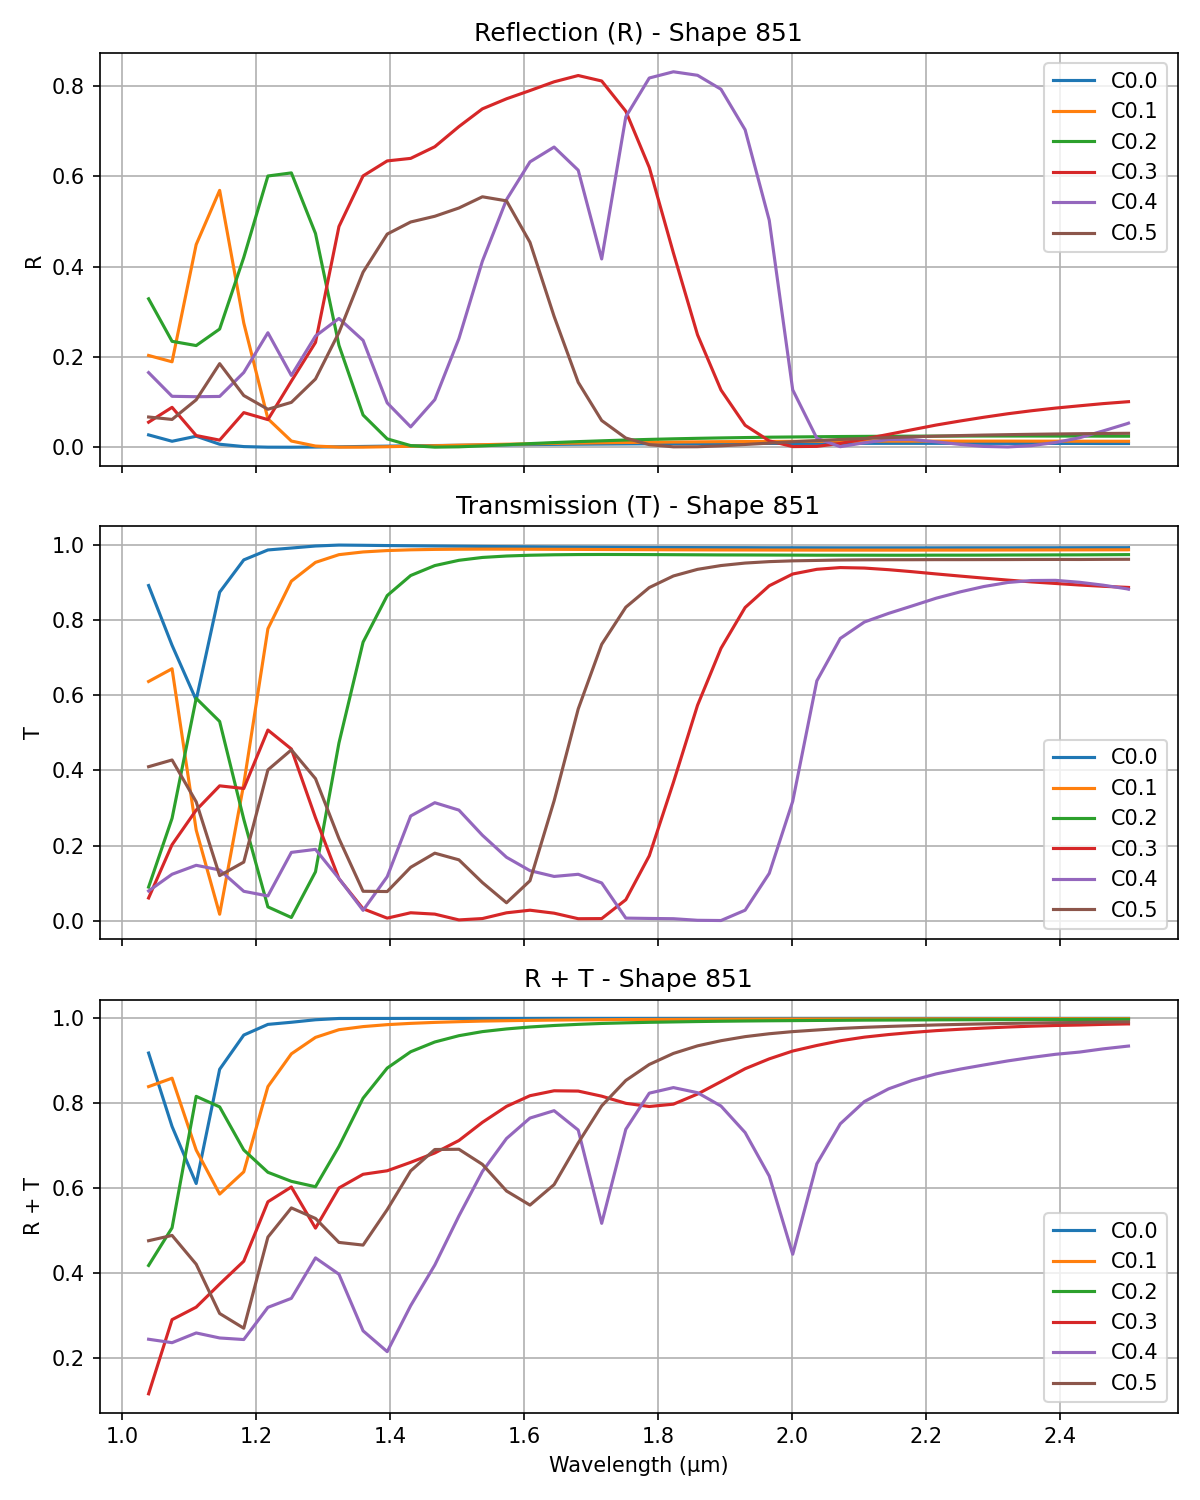 Reflection (R) - Shape 851
0.8
0.6
0.4
0.2
0.0
R
C0.0
C0.1
C0.2
C0.3
C0.4
C0.5
Transmission (T) - Shape 851
1.0
0.8
0.6
0.4
0.2
0.0
T
C0.0
C0.1
C0.2
C0.3
C0.4
C0.5
R + T - Shape 851
1.0
0.8
0.6
0.4
0.2
R + T
C0.0
C0.1
C0.2
C0.3
C0.4
C0.5
1.0 1.2 1.4 1.6 1.8 2.0 2.2 2.4
Wavelength (μm)